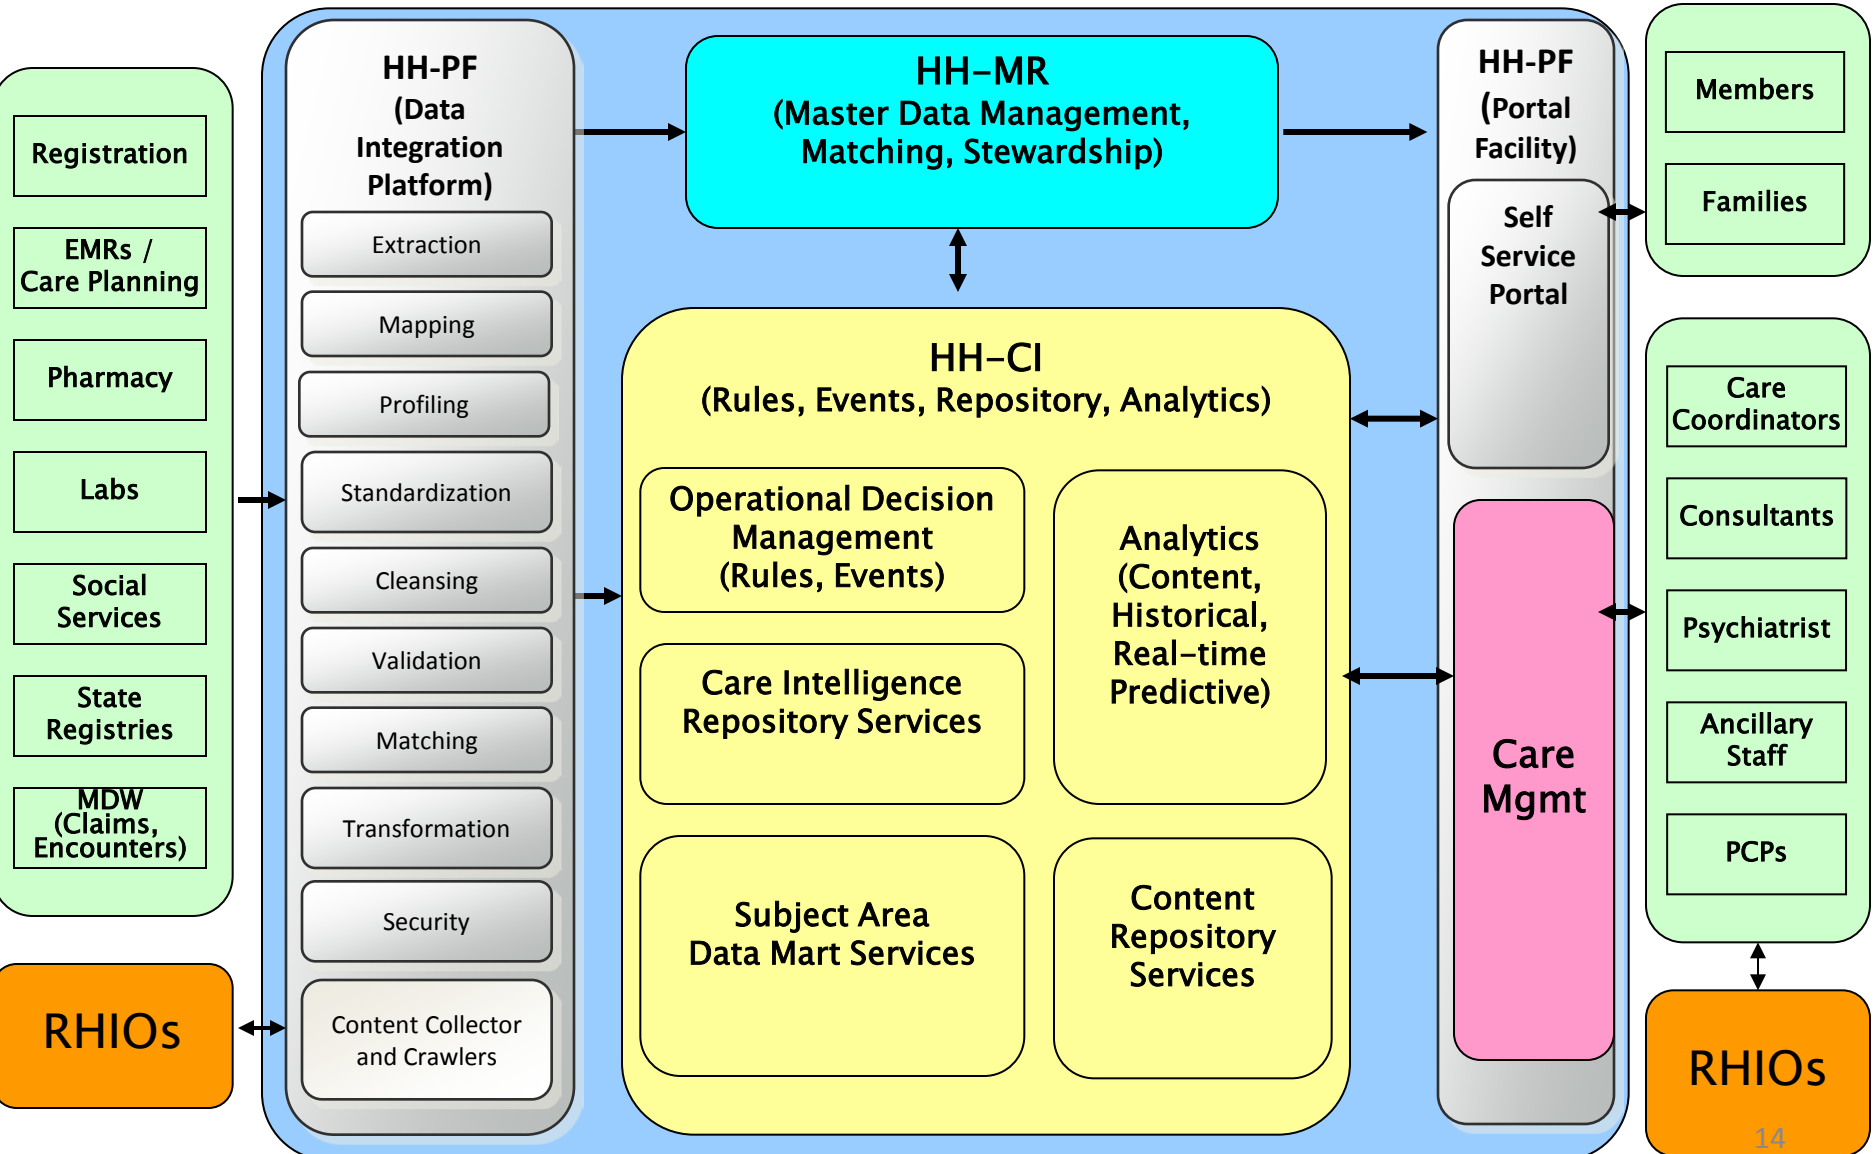 Registration
EMRs /
Care Planning
Pharmacy
Labs
Social
Services
State
Registries
MDW
(Claims,
Encounters)
RHIOs
HH-PF
(Data
Integration
Platform)
Extraction
Mapping
Profiling
Standardization
Cleansing
Validation
Matching
Transformation
Security
Content Collector
and Crawlers
HH-MR
(Master Data Management,
Matching, Stewardship)
HH-CI
(Rules, Events, Repository, Analytics)
Operational Decision
Management
(Rules, Events)
Analytics
(Content,
Historical,
Real-time
Predictive)
Care Intelligence
Repository Services
Subject Area
Data Mart Services
Content
Repository
Services
HH-PF
(Portal
Facility)
Self
Service
Portal
Care
Mgmt
Members
Families
Care
Coordinators
Consultants
Psychiatrist
Ancillary
Staff
PCPs
RHIOs
14